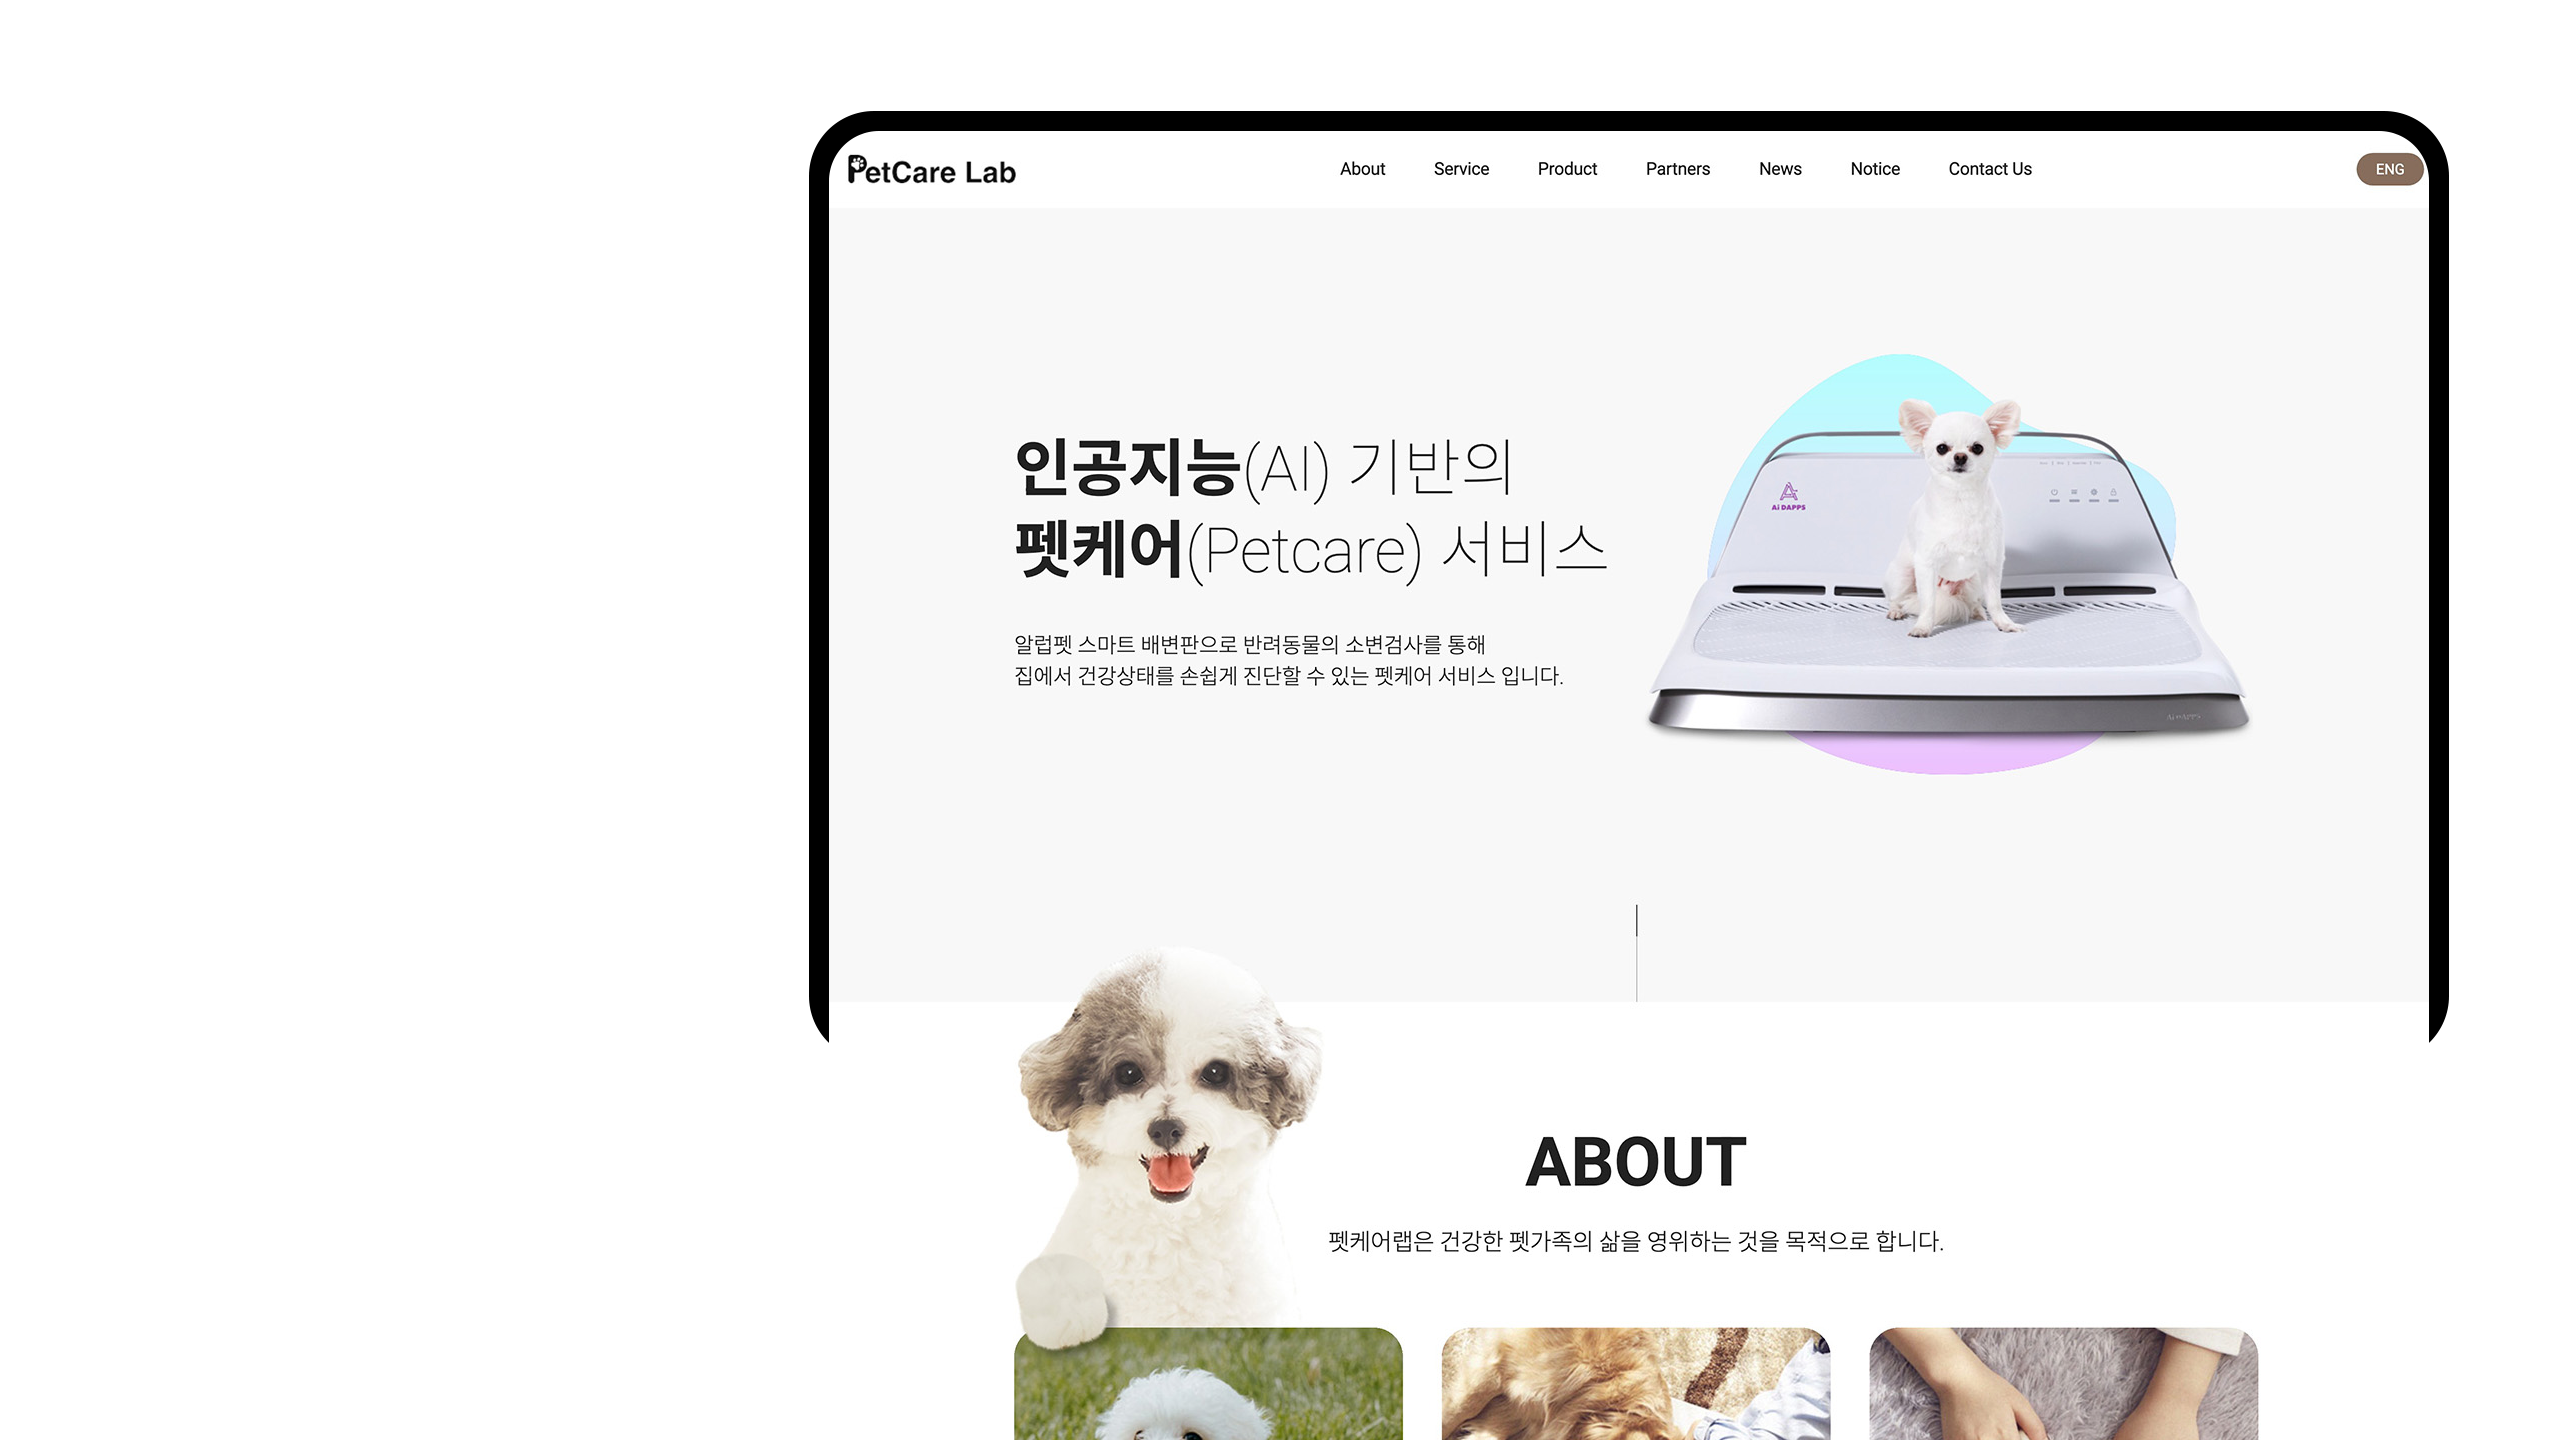 PetCare Lab
About Service Product Partners News Notice Contact Us
ENG
인공지능(AI) 기반의
펫케어(Petcare) 서비스
알럽펫 스마트 배변판으로 반려동물의 소변검사를 통해
집에서 건강상태를 손쉽게 진단할 수 있는 펫케어 서비스 입니다.
Ai DAPPS
Ai DAPPS
ABOUT
펫케어랩은 건강한 펫가족의 삶을 영위하는 것을 목적으로 합니다.